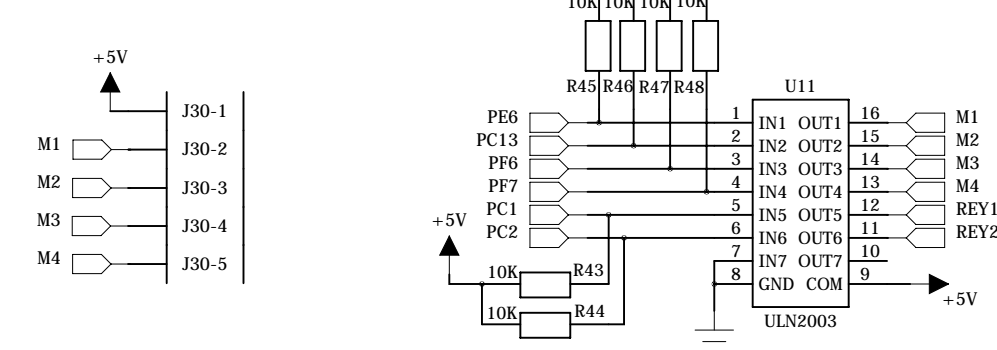 +5V
J30-1
M1
J30-2
M2
J30-3
M3
J30-4
M4
J30-5
10K 10K 10K 10K
R45 R46 R47 R48
U11
PE6 1 IN1 OUT1 16 M1
PC13 2 IN2 OUT2 15 M2
PF6 3 IN3 OUT3 14 M3
PF7 4 IN4 OUT4 13 M4
PC1 5 IN5 OUT5 12 REY1
PC2 6 IN6 OUT6 11 REY2
7 IN7 OUT7 10
8 GND COM 9
+5V
ULN2003
+5V
10K R43
10K R44